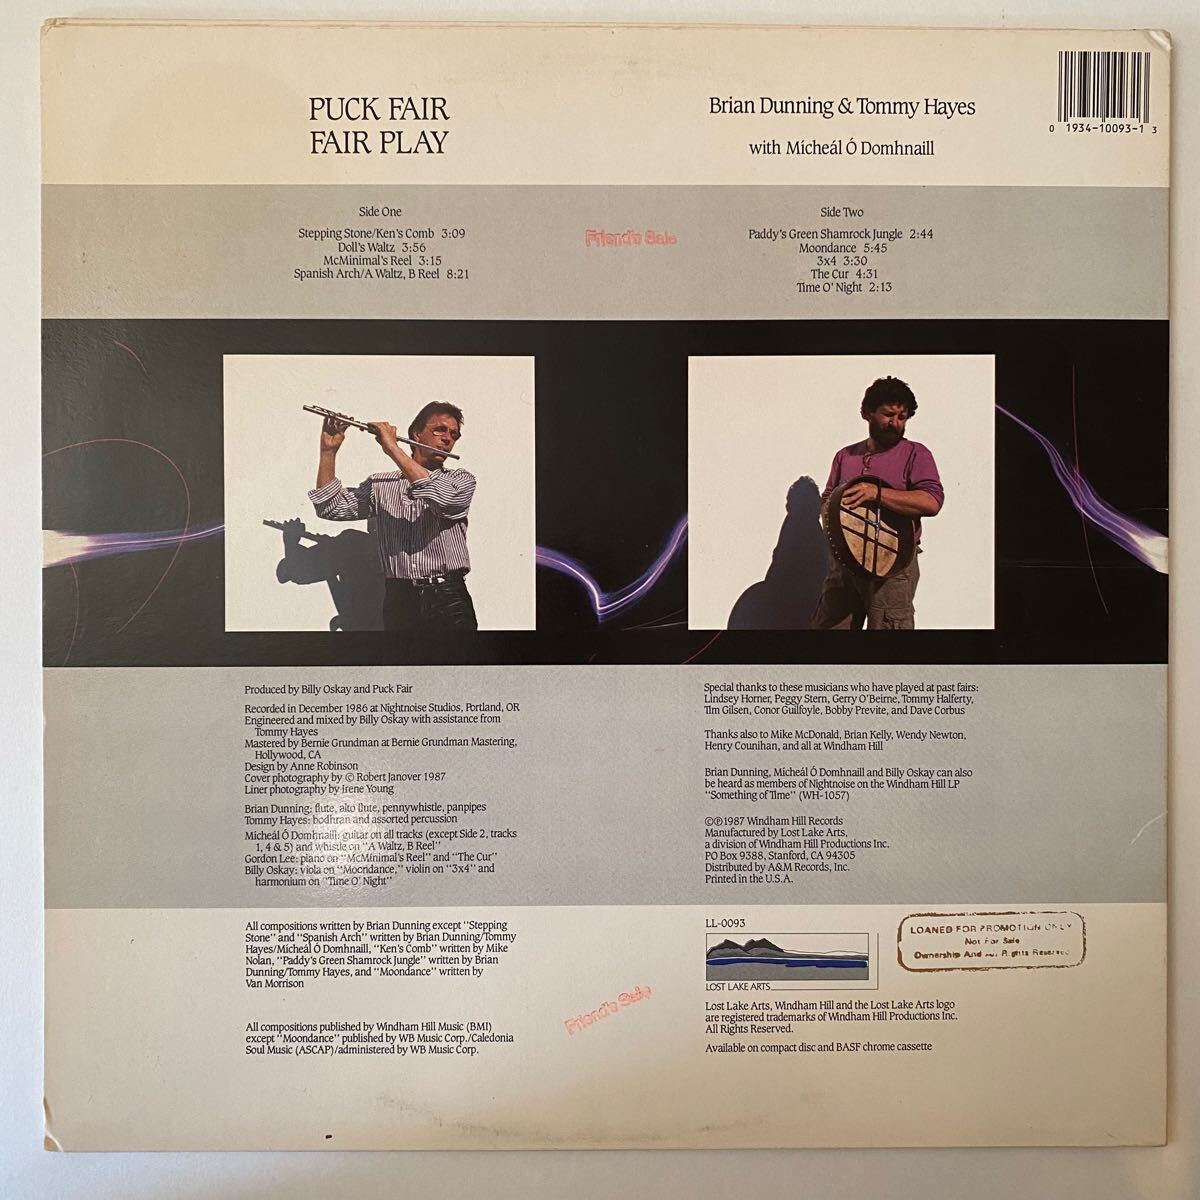 PUCK FAIR
FAIR PLAY
Brian Dunning & Tommy Hayes
with Mícheál Ó Domhnaill
0 1934-10093-1 3
Side One
Stepping Stone/Ken's Comb 3:09
Doll's Waltz 3:56
McMinimal's Reel 3:15
Spanish Arch/A Waltz, B Reel 8:21
Friend's Sale
Side Two
Paddy's Green Shamrock Jungle 2:44
Moondance 5:45
3x4 3:30
The Cur 4:31
Time O' Night 2:13
Produced by Billy Oskay and Puck Fair
Recorded in December 1986 at Nightnoise Studios, Portland, OR
Engineered and mixed by Billy Oskay with assistance from
Tommy Hayes
Mastered by Bernie Grundman at Bernie Grundman Mastering,
Hollywood, CA
Design by Anne Robinson
Cover photography by © Robert Janover 1987
Liner photography by Irene Young
Brian Dunning: flute, alto flute, pennywhistle, panpipes
Tommy Hayes: bodhran and assorted percussion
Mícheál Ó Domhnaill: guitar on all tracks (except Side 2, tracks
1, 4 & 5) and whistle on "A Waltz, B Reel"
Gordon Lee: piano on "McMinimal's Reel" and "The Cur"
Billy Oskay: viola on "Moondance," violin on "3x4" and
harmonium on "Time O' Night"
Special thanks to these musicians who have played at past fairs:
Lindsey Horner, Peggy Stern, Gerry O'Beirne, Tommy Halferty,
Tim Gilsen, Conor Guilfoyle, Bobby Previte, and Dave Corbus
Thanks also to Mike McDonald, Brian Kelly, Wendy Newton,
Henry Counihan, and all at Windham Hill
Brian Dunning, Mícheál Ó Domhnaill and Billy Oskay can also
be heard as members of Nightnoise on the Windham Hill LP
"Something of Time" (WH-1057)
©℗1987 Windham Hill Records
Manufactured by Lost Lake Arts,
a division of Windham Hill Productions Inc.
PO Box 9388, Stanford, CA 94305
Distributed by A&M Records, Inc.
Printed in the U.S.A.
All compositions written by Brian Dunning except "Stepping
Stone" and "Spanish Arch" written by Brian Dunning/Tommy
Hayes/Mícheál Ó Domhnaill, "Ken's Comb" written by Mike
Nolan, "Paddy's Green Shamrock Jungle" written by Brian
Dunning/Tommy Hayes, and "Moondance" written by
Van Morrison
All compositions published by Windham Hill Music (BMI)
except "Moondance" published by WB Music Corp./Caledonia
Soul Music (ASCAP)/administered by WB Music Corp.
Friend's Sale
LL-0093
LOST LAKE ARTS
LOANED FOR PROMOTION ONLY
Not For Sale
Ownership And All Rights Reserved
Lost Lake Arts, Windham Hill and the Lost Lake Arts logo
are registered trademarks of Windham Hill Productions Inc.
All Rights Reserved.
Available on compact disc and BASF chrome cassette